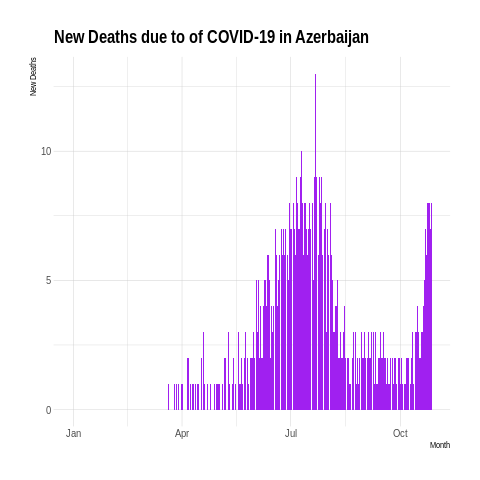 New Deaths due to of COVID-19 in Azerbaijan
New Deaths
10
5
0
Jan Apr Jul Oct
Month